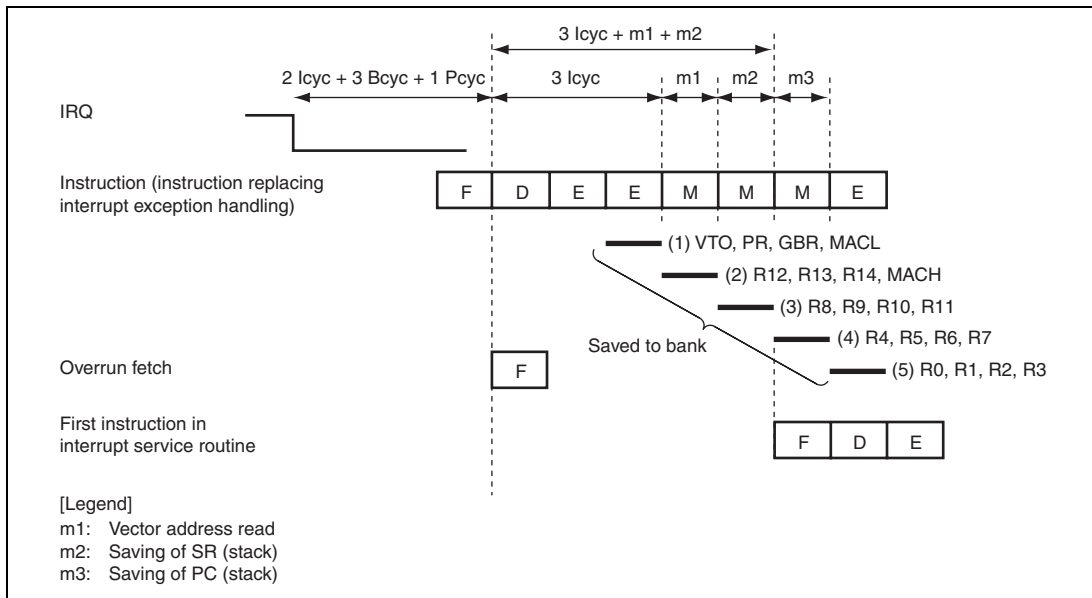 3 Icyc + m1 + m2
2 Icyc + 3 Bcyc + 1 Pcyc
3 Icyc
m1
m2
m3
IRQ
Instruction (instruction replacing
interrupt exception handling)
F D E E M M M E
(1) VTO, PR, GBR, MACL
(2) R12, R13, R14, MACH
(3) R8, R9, R10, R11
Saved to bank
(4) R4, R5, R6, R7
Overrun fetch
F
(5) R0, R1, R2, R3
First instruction in
interrupt service routine
F D E
[Legend]
m1: Vector address read
m2: Saving of SR (stack)
m3: Saving of PC (stack)